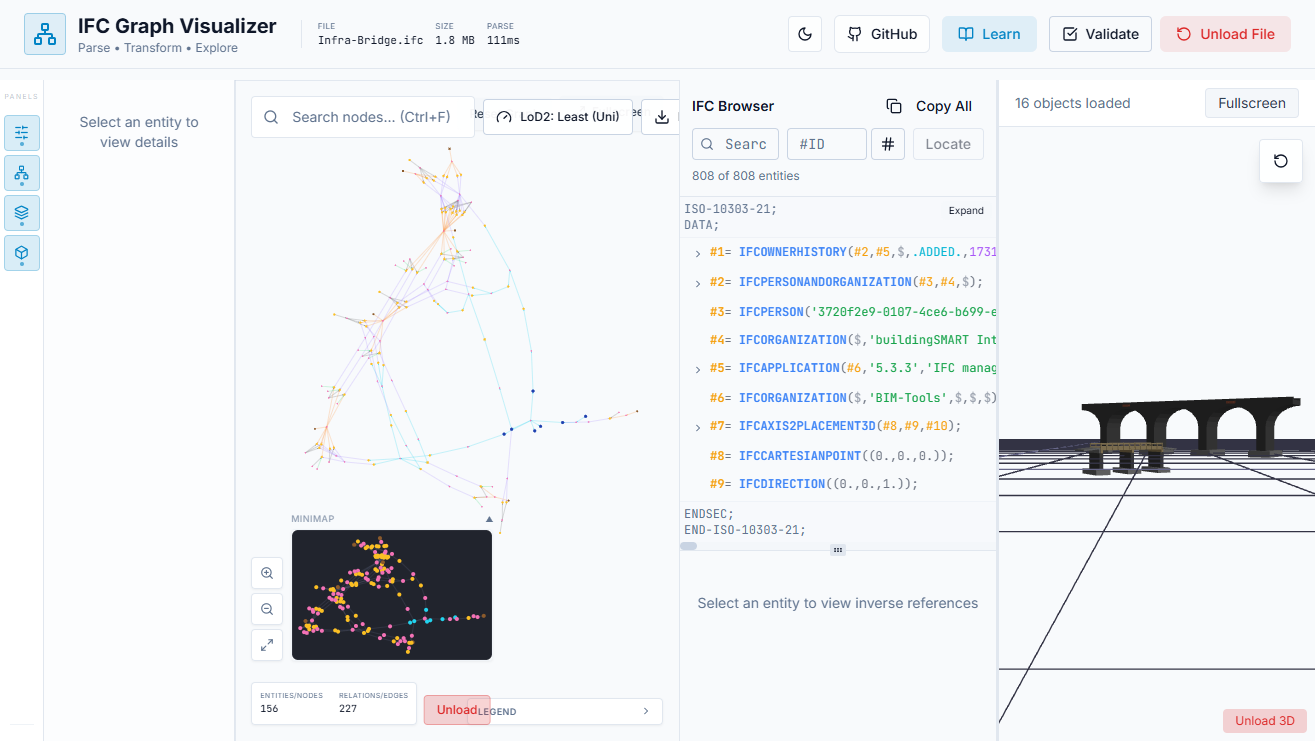 IFC Graph Visualizer
Parse • Transform • Explore
FILE SIZE PARSE
Infra-Bridge.ifc 1.8 MB 111ms
GitHub
Learn
Validate
Unload File
PANELS
Select an entity to
view details
Search nodes... (Ctrl+F)
LoD2: Least (Uni)
MINIMAP
ENTITIES/NODES RELATIONS/EDGES
156 227
Unload
LEGEND
IFC Browser
Copy All
Searc
#ID
#
Locate
808 of 808 entities
ISO-10303-21;
Expand
DATA;
#1= IFCOWNERHISTORY(#2,#5,$,.ADDED.,1731
#2= IFCPERSONANDORGANIZATION(#3,#4,$);
#3= IFCPERSON('3720f2e9-0107-4ce6-b699-e
#4= IFCORGANIZATION($,'buildingSMART Int
#5= IFCAPPLICATION(#6,'5.3.3','IFC manag
#6= IFCORGANIZATION($,'BIM-Tools',$,$,$)
#7= IFCAXIS2PLACEMENT3D(#8,#9,#10);
#8= IFCCARTESIANPOINT((0.,0.,0.));
#9= IFCDIRECTION((0.,0.,1.));
ENDSEC;
END-ISO-10303-21;
Select an entity to view inverse references
16 objects loaded
Fullscreen
Unload 3D